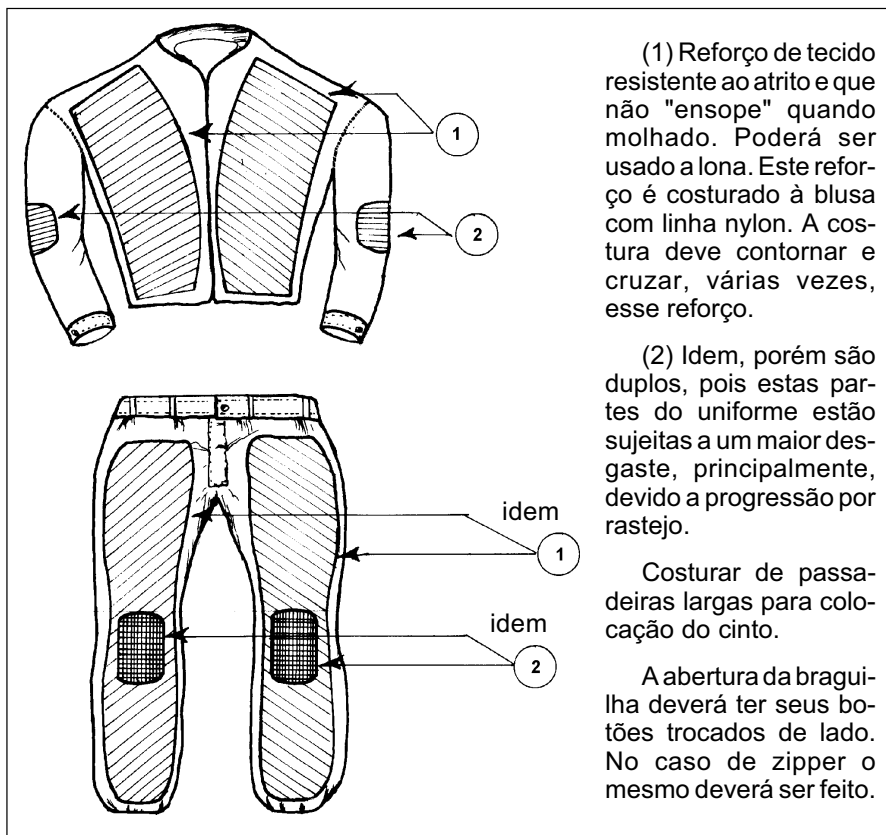 1
2
idem
1
idem
2
(1) Reforço de tecido
resistente ao atrito e que
não "ensope" quando
molhado. Poderá ser
usado a lona. Este refor-
ço é costurado à blusa
com linha nylon. A cos-
tura deve contornar e
cruzar, várias vezes,
esse reforço.
(2) Idem, porém são
duplos, pois estas par-
tes do uniforme estão
sujeitas a um maior des-
gaste, principalmente,
devido a progressão por
rastejo.
Costurar de passa-
deiras largas para colo-
cação do cinto.
A abertura da bragui-
lha deverá ter seus bo-
tões trocados de lado.
No caso de zipper o
mesmo deverá ser feito.